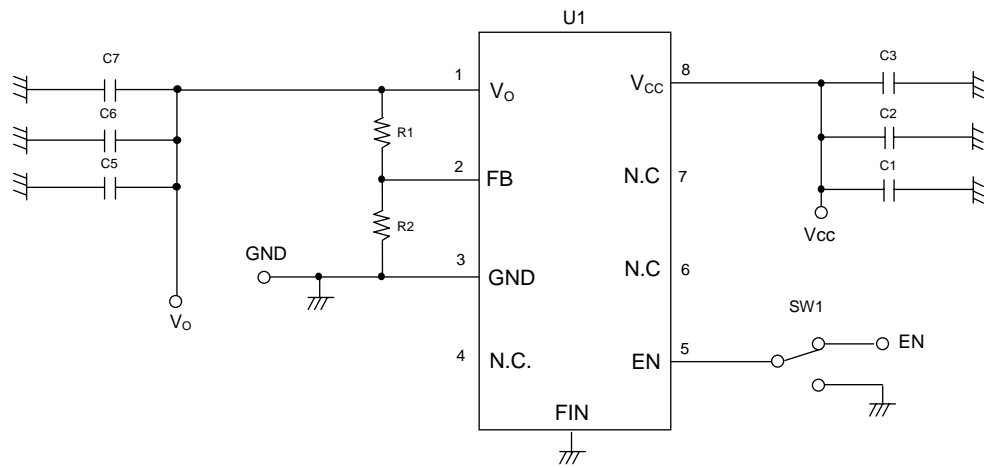 U1
C7
C3
1
8
V_O
V_CC
C6
R1
C2
C5
2
FB
N.C
7
C1
R2
Vcc
GND
3
GND
N.C
6
V_O
SW1
4
N.C.
EN
5
EN
FIN